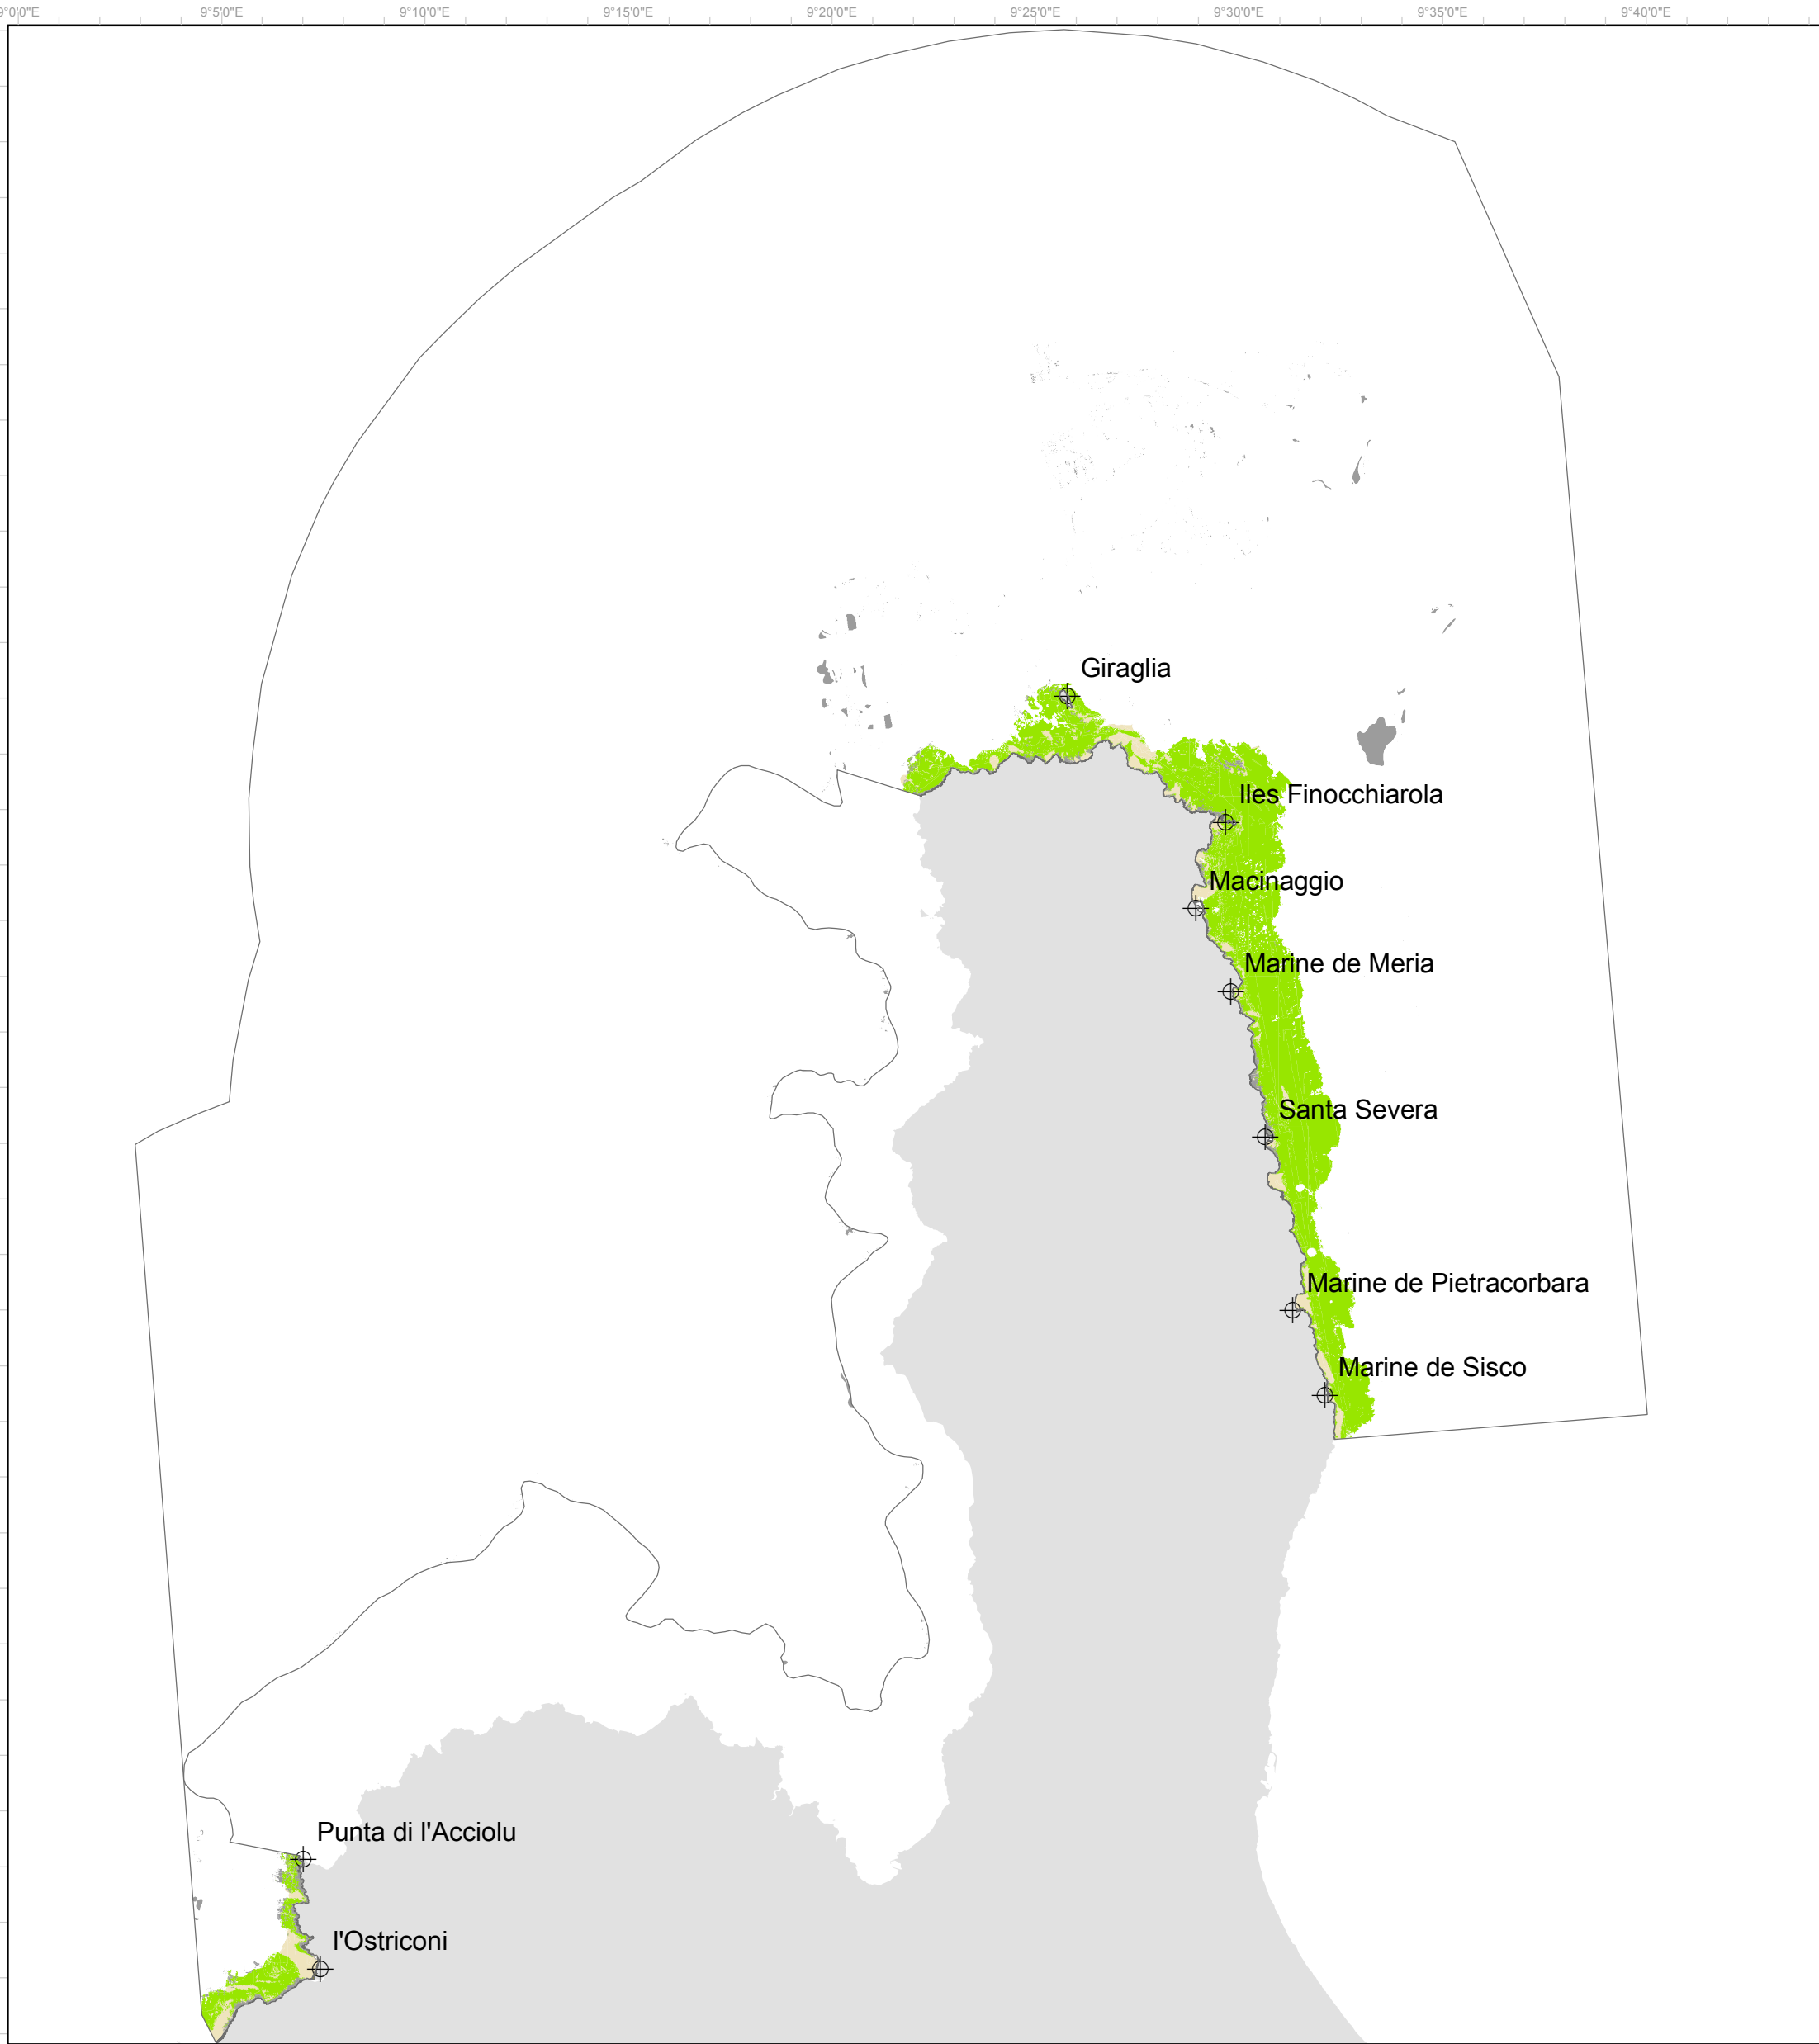 9°0'0"E 9°5'0"E 9°10'0"E 9°15'0"E 9°20'0"E 9°25'0"E 9°30'0"E 9°35'0"E 9°40'0"E
Giraglia
Iles Finocchiarola
Macinaggio
Marine de Meria
Santa Severa
Marine de Pietracorbara
Marine de Sisco
Punta di l'Acciolu
l'Ostriconi